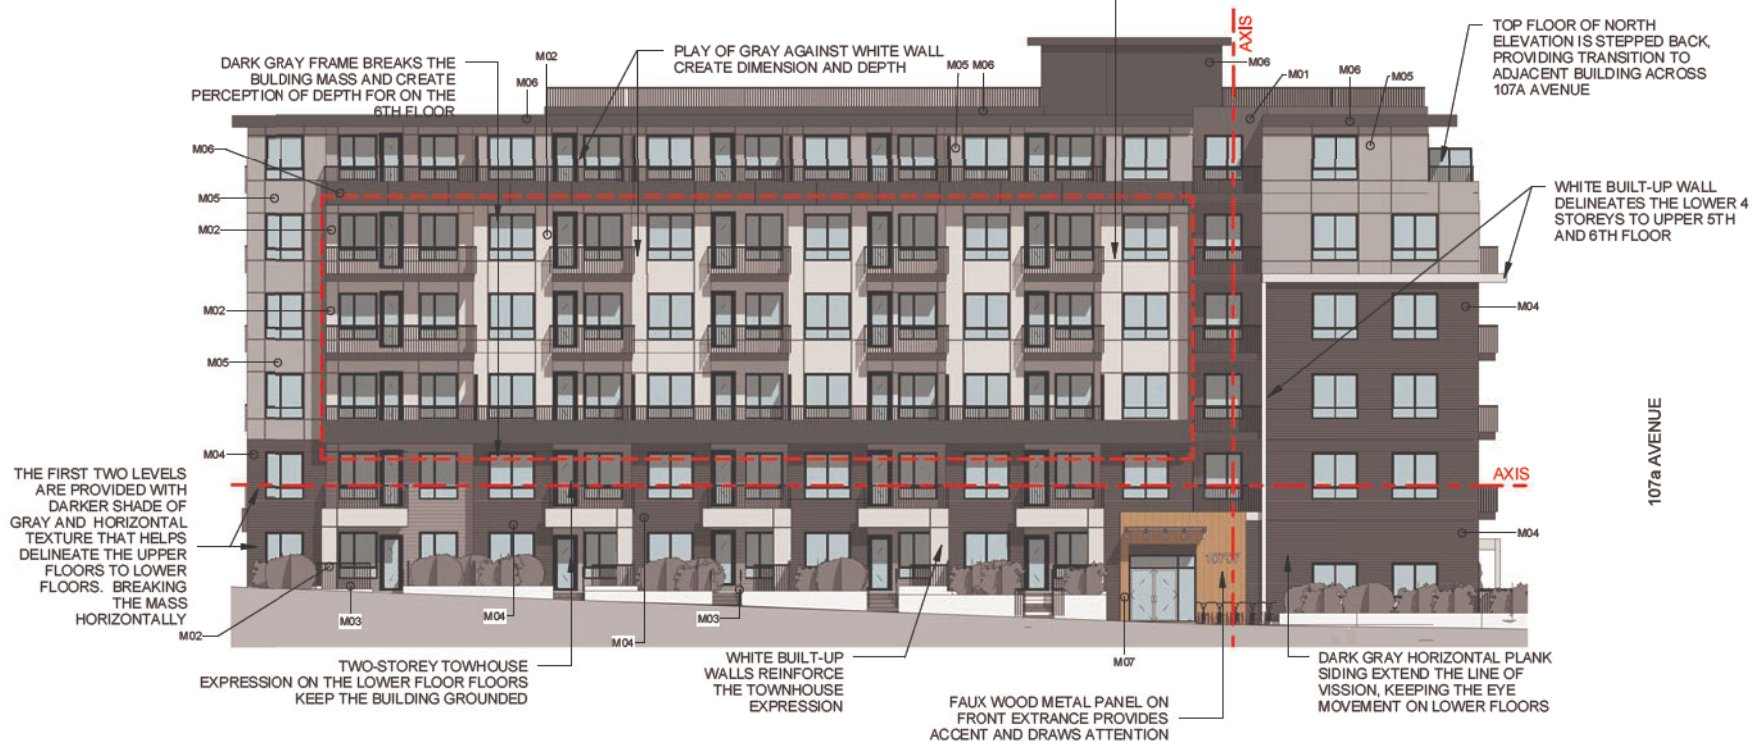 AXIS
TOP FLOOR OF NORTH
ELEVATION IS STEPPED BACK,
PROVIDING TRANSITION TO
ADJACENT BUILDING ACROSS
107A AVENUE
DARK GRAY FRAME BREAKS THE
BULDING MASS AND CREATE
PERCEPTION OF DEPTH FOR ON THE
6TH FLOOR
M02
PLAY OF GRAY AGAINST WHITE WALL
CREATE DIMENSION AND DEPTH
M06
M05 M06
M06
M01
M06
M05
M06
M05
M02
M02
M05
M04
WHITE BUILT-UP WALL
DELINEATES THE LOWER 4
STOREYS TO UPPER 5TH
AND 6TH FLOOR
M04
107a AVENUE
AXIS
M04
THE FIRST TWO LEVELS
ARE PROVIDED WITH
DARKER SHADE OF
GRAY AND HORIZONTAL
TEXTURE THAT HELPS
DELINEATE THE UPPER
FLOORS TO LOWER
FLOORS. BREAKING
THE MASS
HORIZONTALLY
10707
M02
M03
M04
M04
M03
M07
TWO-STOREY TOWHOUSE
EXPRESSION ON THE LOWER FLOOR FLOORS
KEEP THE BUILDING GROUNDED
WHITE BUILT-UP
WALLS REINFORCE
THE TOWNHOUSE
EXPRESSION
FAUX WOOD METAL PANEL ON
FRONT EXTRANCE PROVIDES
ACCENT AND DRAWS ATTENTION
DARK GRAY HORIZONTAL PLANK
SIDING EXTEND THE LINE OF
VISSION, KEEPING THE EYE
MOVEMENT ON LOWER FLOORS